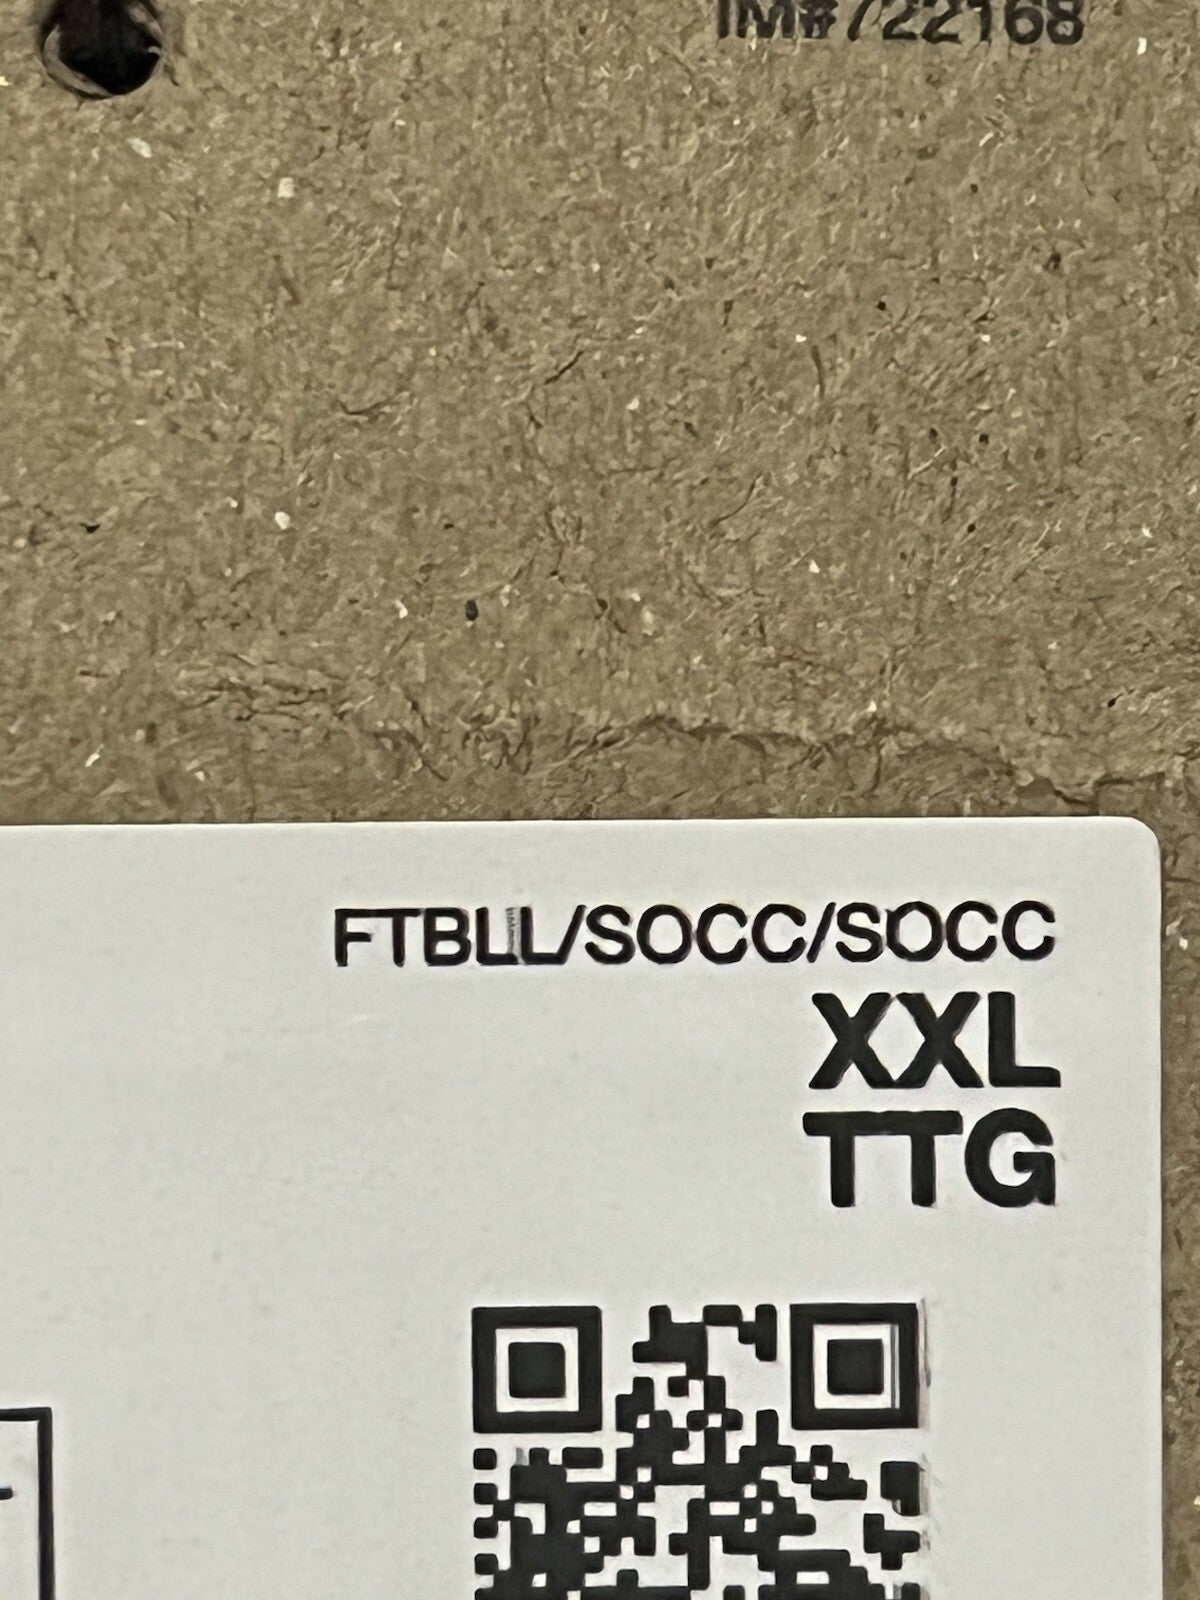 IM#722168
FTBLL/SOCC/SOCC
XXL
TTG